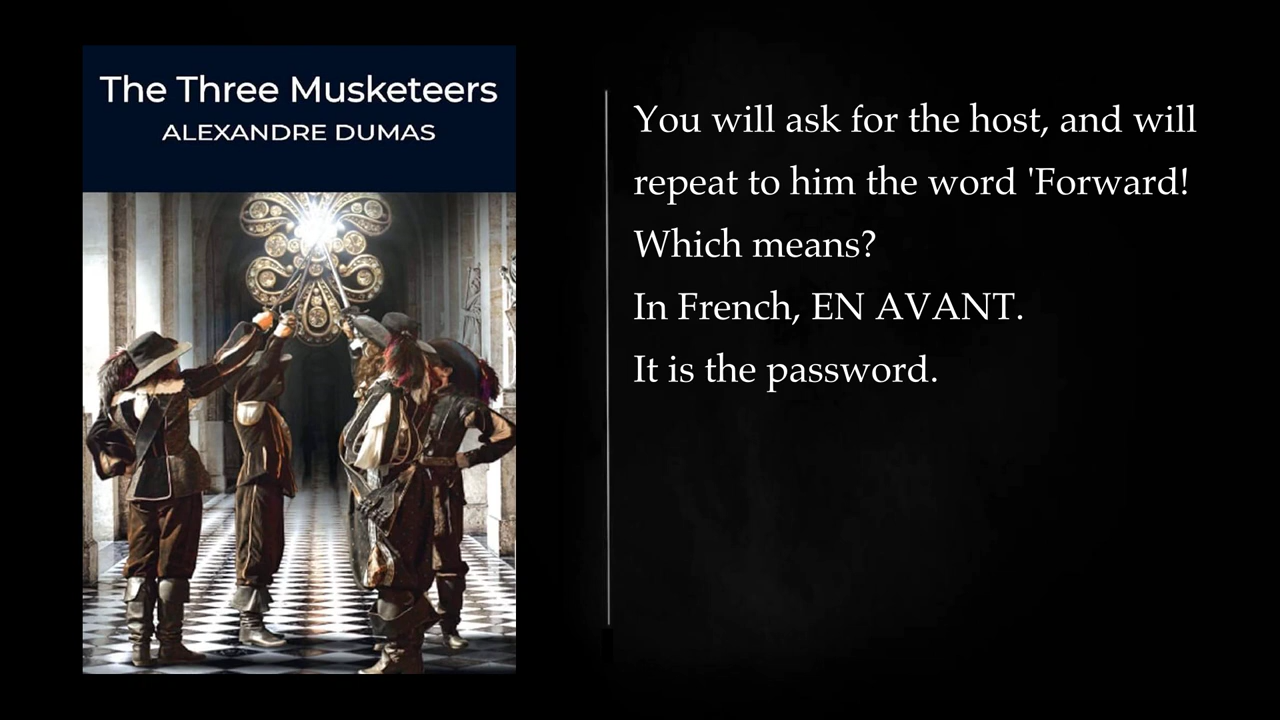 The Three Musketeers
ALEXANDRE DUMAS
You will ask for the host, and will
repeat to him the word 'Forward!
Which means?
In French, EN AVANT.
It is the password.